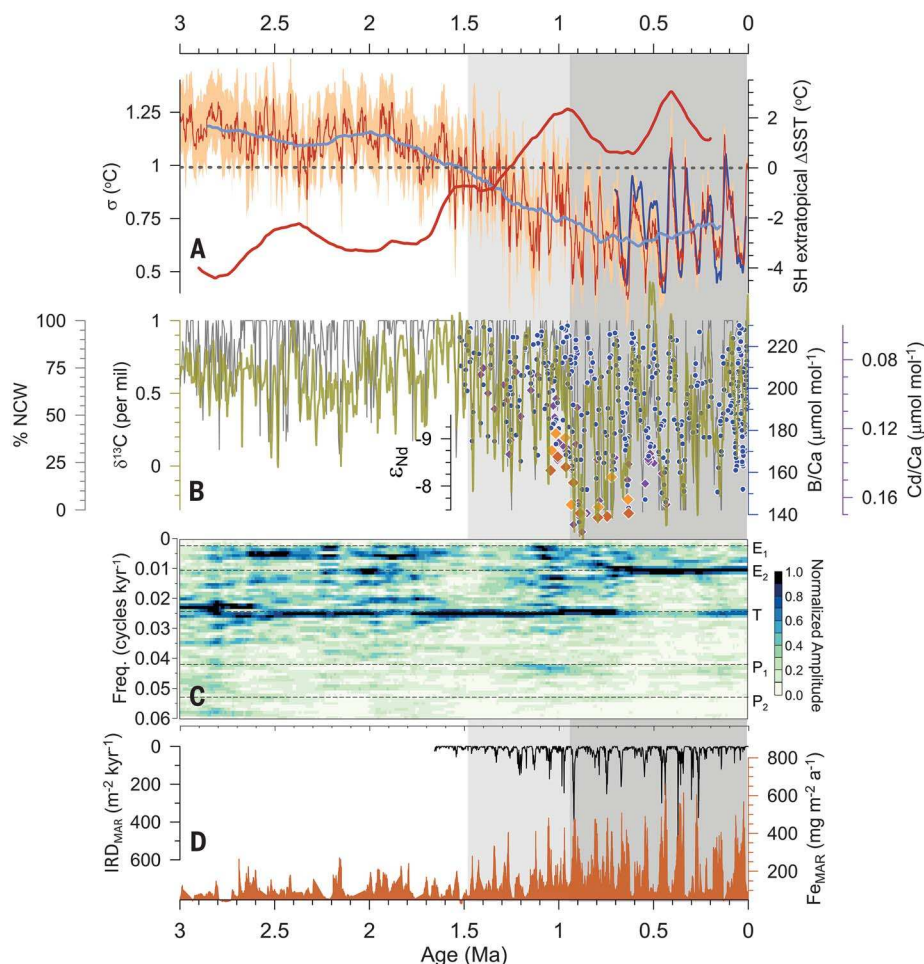 3 2.5 2 1.5 1 0.5 0
1.25
1
0.75
0.5
σ (°C)
A
2
0
-2
-4
SH extratropical ΔSST (°C)
100
75
50
25
0
% NCW
1
0.5
0
δ¹³C (per mil)
B
-9
-8
εNd
220
200
180
160
140
B/Ca (µmol mol⁻¹)
0.08
0.12
0.16
Cd/Ca (µmol mol⁻¹)
0
0.01
0.02
0.03
0.04
0.05
0.06
Freq. (cycles kyr⁻¹)
C
E₁
E₂
T
P₁
P₂
1.0
0.8
0.6
0.4
0.2
0.0
Normalized Amplitude
0
200
400
600
IRD_MAR (m⁻² kyr⁻¹)
D
800
600
400
200
Fe_MAR (mg m⁻² a⁻¹)
3 2.5 2 1.5 1 0.5 0
Age (Ma)